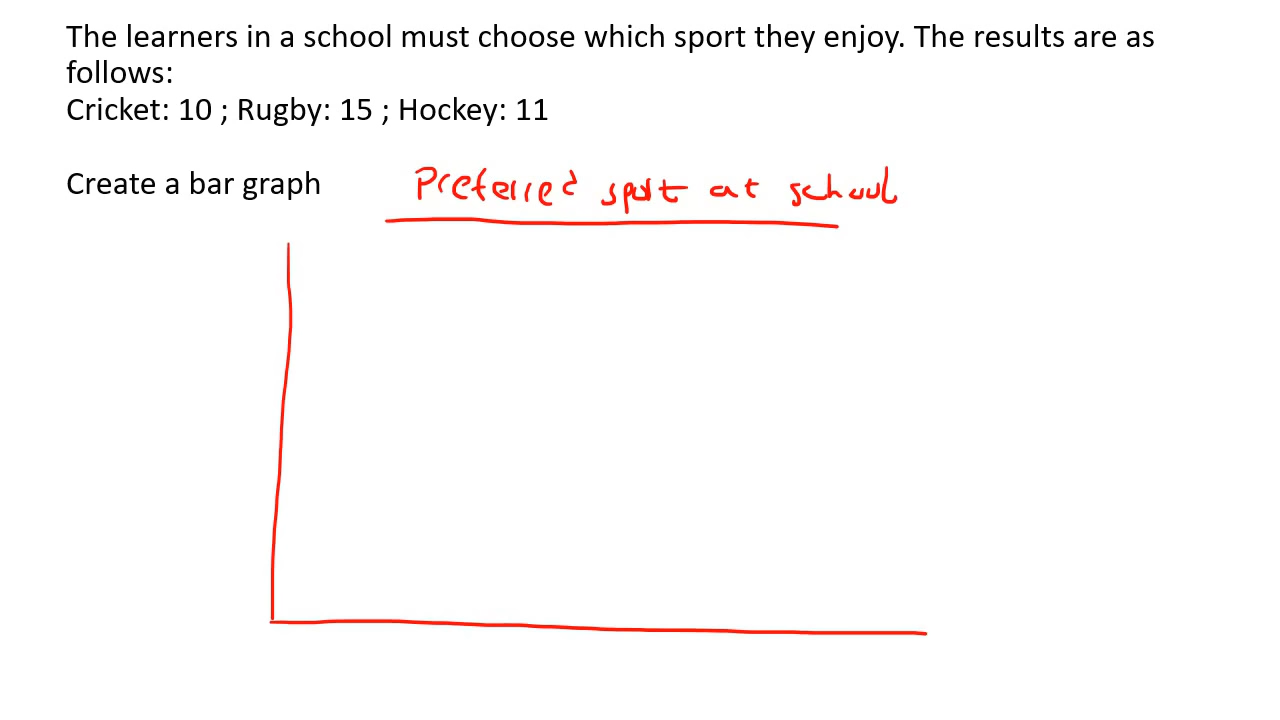 The learners in a school must choose which sport they enjoy. The results are as
follows:
Cricket: 10 ; Rugby: 15 ; Hockey: 11
Create a bar graph
Preferred sport at school